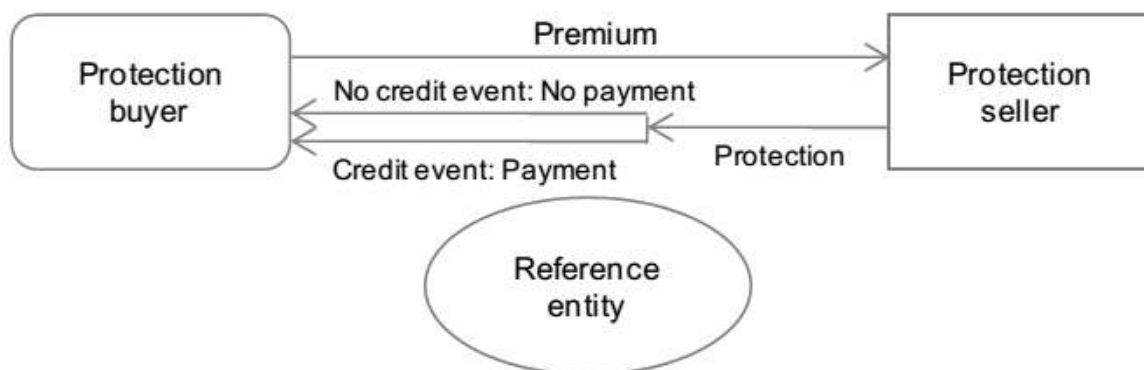 Premium
Protection
buyer
No credit event: No payment
Credit event: Payment
Protection
Protection
seller
Reference
entity